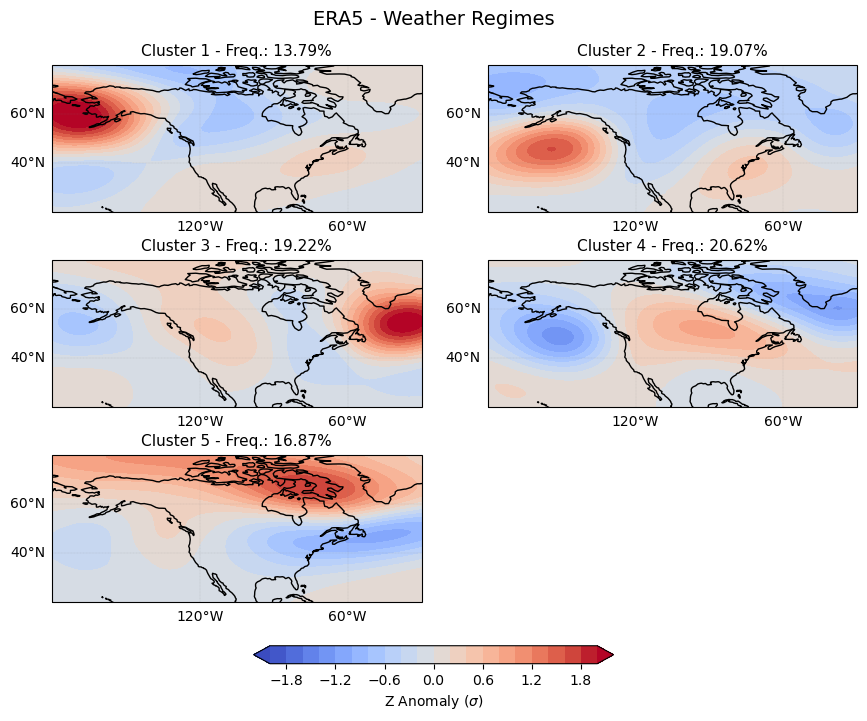 ERA5 - Weather Regimes
Cluster 1 - Freq.: 13.79%
Cluster 2 - Freq.: 19.07%
60°N
60°N
40°N
40°N
120°W
60°W
120°W
60°W
Cluster 3 - Freq.: 19.22%
Cluster 4 - Freq.: 20.62%
60°N
60°N
40°N
40°N
120°W
60°W
120°W
60°W
Cluster 5 - Freq.: 16.87%
60°N
40°N
120°W
60°W
−1.8 −1.2 −0.6 0.0 0.6 1.2 1.8
Z Anomaly (σ)